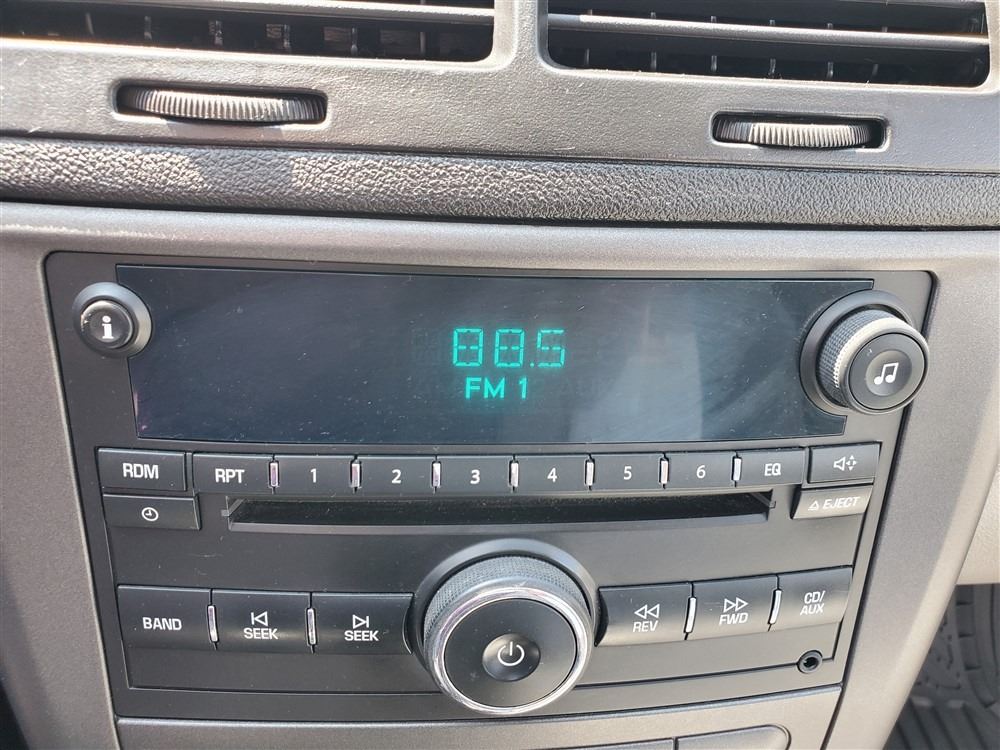 i
88.5
FM 1
RDM
RPT
1
2
3
4
5
6
EQ
EJECT
BAND
SEEK
SEEK
REV
FWD
CD/
AUX